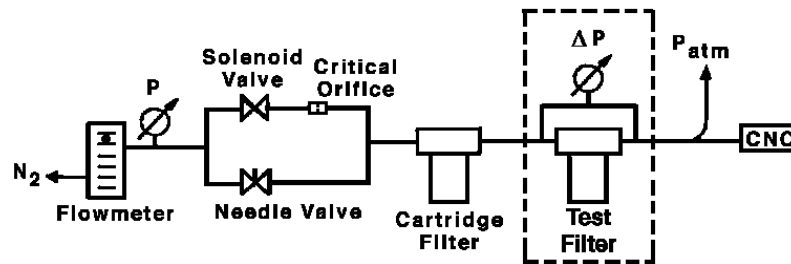 Solenoid
Valve
Critical
Orifice
P
ΔP
Patm
N2
Flowmeter
Needle Valve
Cartridge
Filter
Test
Filter
CNC